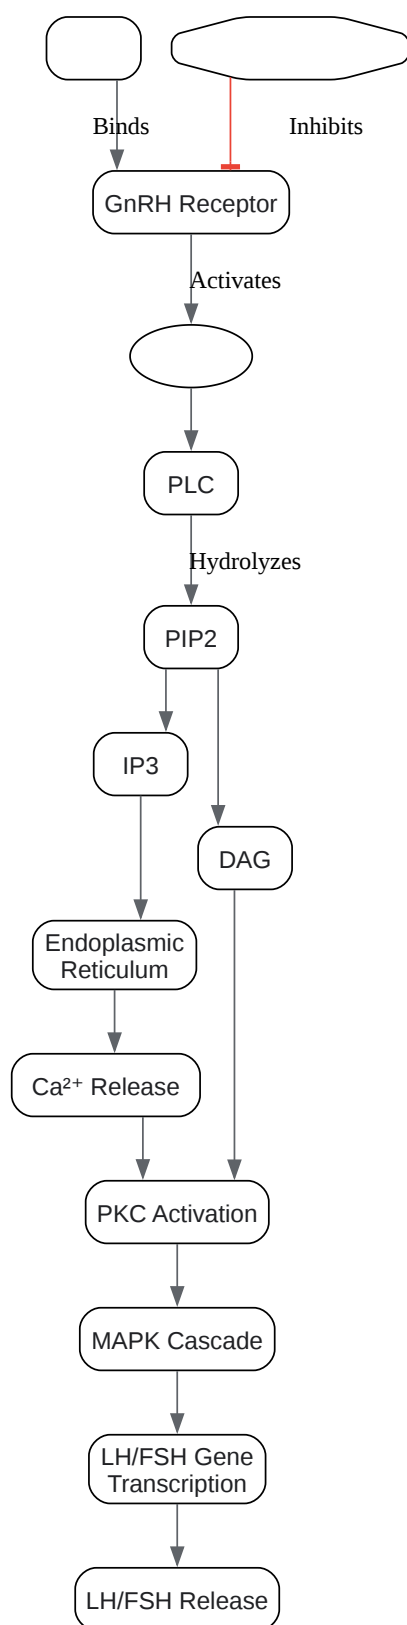 Binds
Inhibits
GnRH Receptor
Activates
PLC
Hydrolyzes
PIP2
IP3
DAG
Endoplasmic
Reticulum
Ca²⁺ Release
PKC Activation
MAPK Cascade
LH/FSH Gene
Transcription
LH/FSH Release